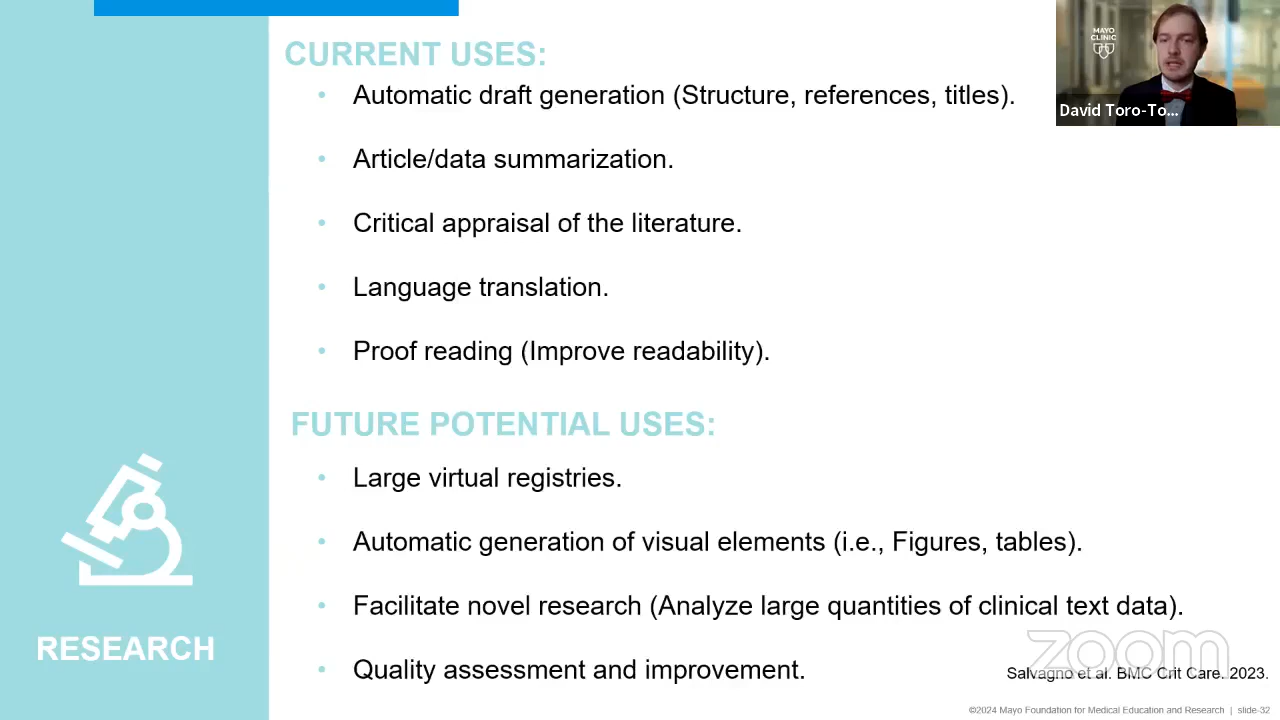 CURRENT USES:
• Automatic draft generation (Structure, references, titles).
• Article/data summarization.
• Critical appraisal of the literature.
• Language translation.
• Proof reading (Improve readability).
FUTURE POTENTIAL USES:
• Large virtual registries.
• Automatic generation of visual elements (i.e., Figures, tables).
• Facilitate novel research (Analyze large quantities of clinical text data).
• Quality assessment and improvement.
RESEARCH
MAYO
CLINIC
David Toro-To...
zoom
Salvagno et al. BMC Crit Care. 2023.
©2024 Mayo Foundation for Medical Education and Research | slide-32